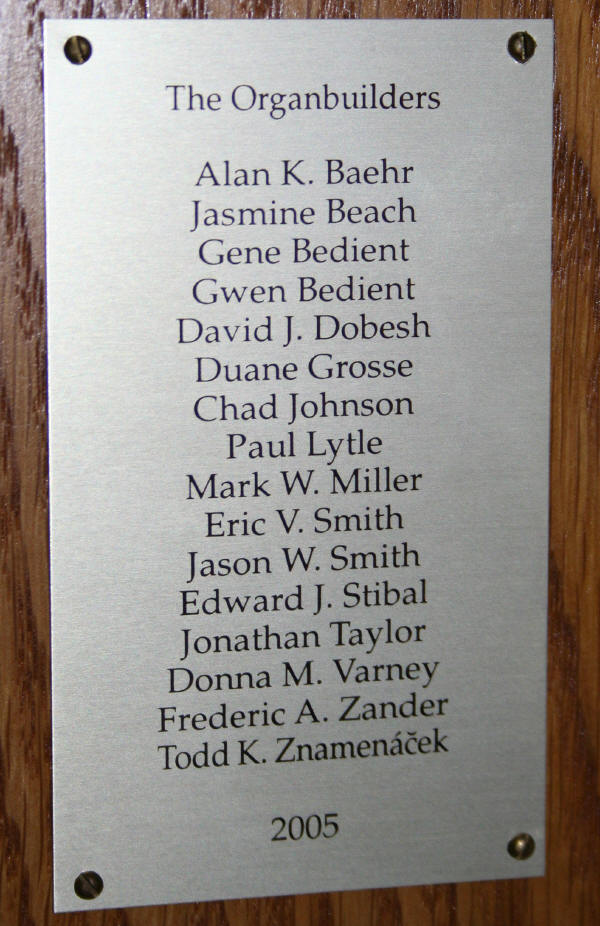 The Organbuilders
Alan K. Baehr
Jasmine Beach
Gene Bedient
Gwen Bedient
David J. Dobesh
Duane Grosse
Chad Johnson
Paul Lytle
Mark W. Miller
Eric V. Smith
Jason W. Smith
Edward J. Stibal
Jonathan Taylor
Donna M. Varney
Frederic A. Zander
Todd K. Znamenáček
2005